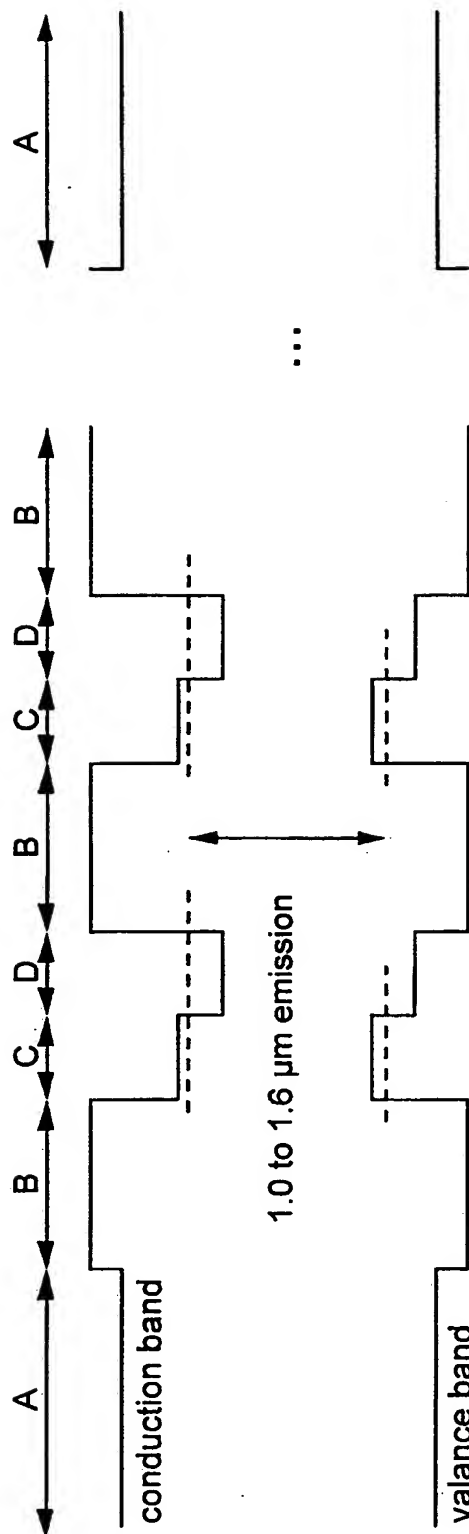 A B C D B C D B A
conduction band
1.0 to 1.6 µm emission
...
valance band